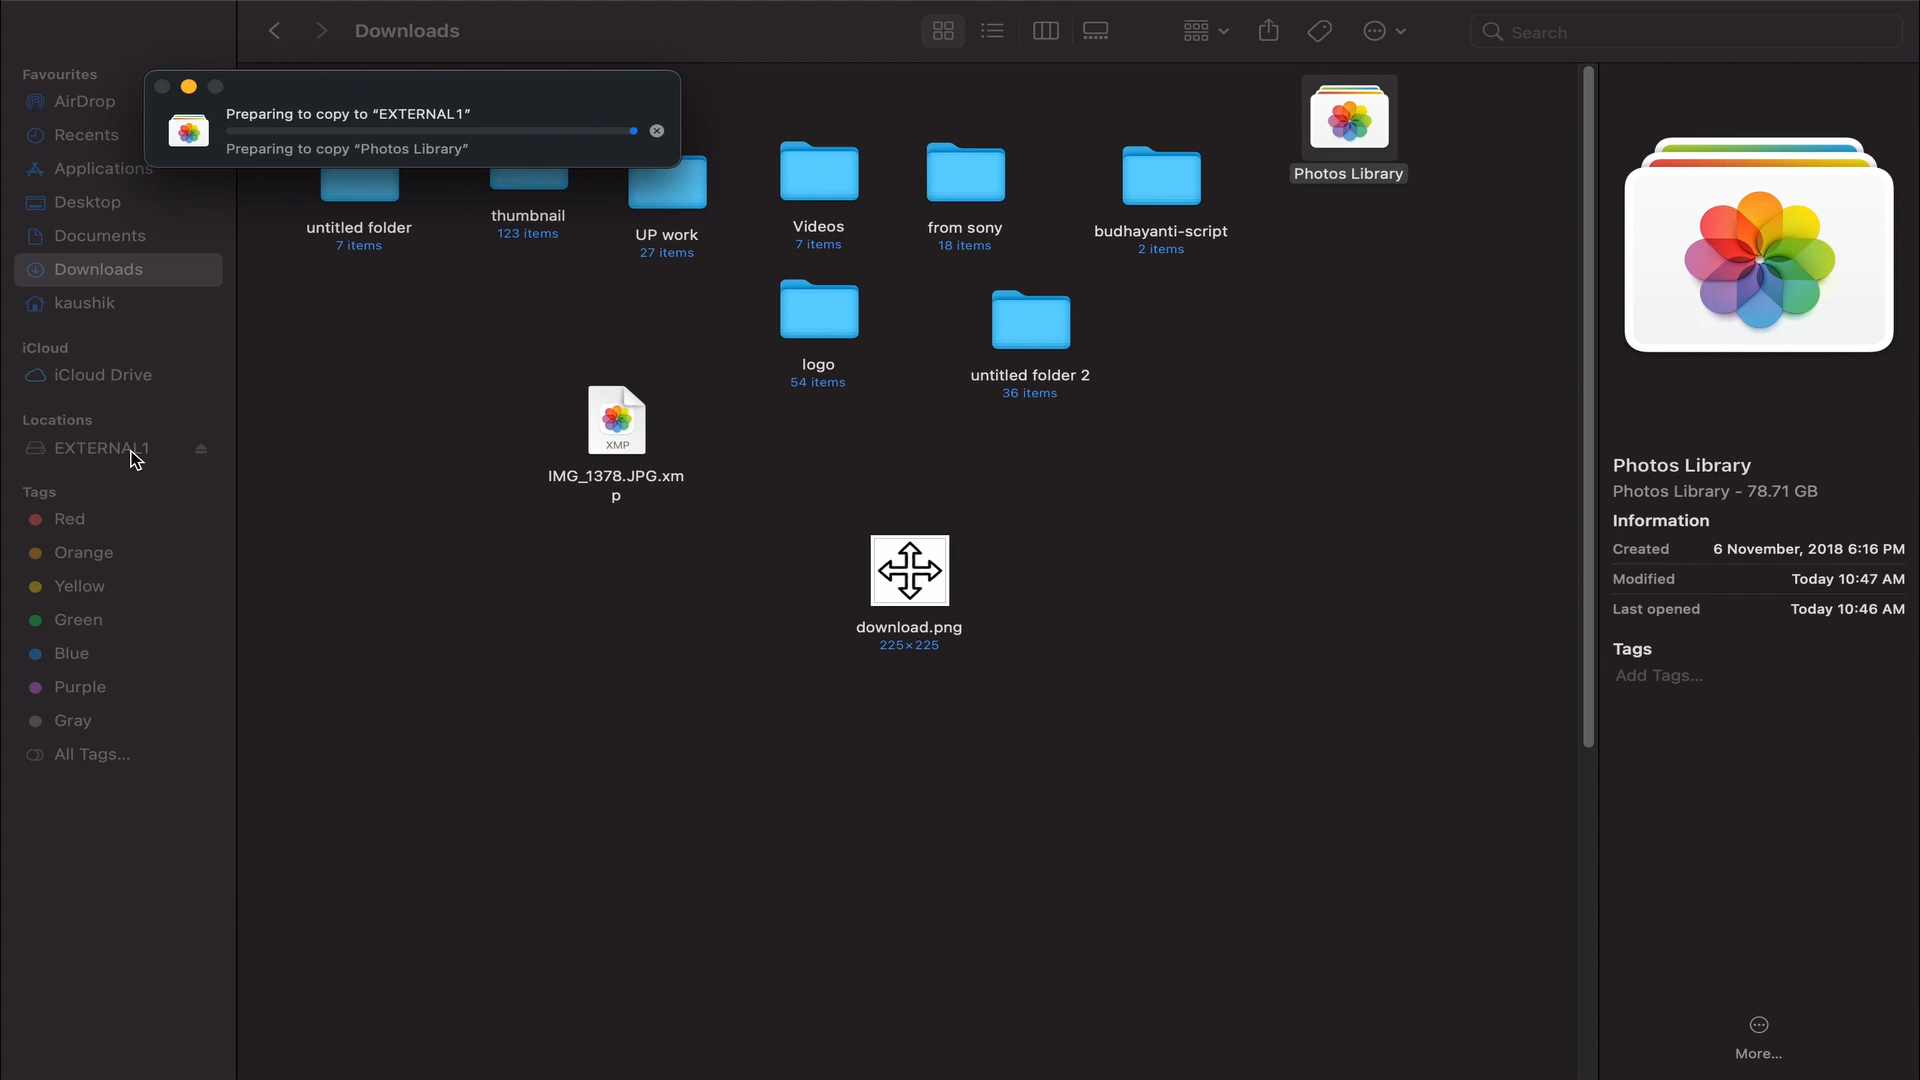 Downloads
Search
Favourites
AirDrop
Recents
Applications
Desktop
Documents
Downloads
kaushik
iCloud
iCloud Drive
Locations
EXTERNAL1
Tags
Red
Orange
Yellow
Green
Blue
Purple
Gray
All Tags...
Preparing to copy to “EXTERNAL1”
Preparing to copy “Photos Library”
untitled folder
7 items
thumbnail
123 items
UP work
27 items
Videos
7 items
from sony
18 items
budhayanti-script
2 items
Photos Library
logo
54 items
untitled folder 2
36 items
XMP
IMG_1378.JPG.xm
p
download.png
225×225
Photos Library
Photos Library - 78.71 GB
Information
Created 6 November, 2018 6:16 PM
Modified Today 10:47 AM
Last opened Today 10:46 AM
Tags
Add Tags...
More...